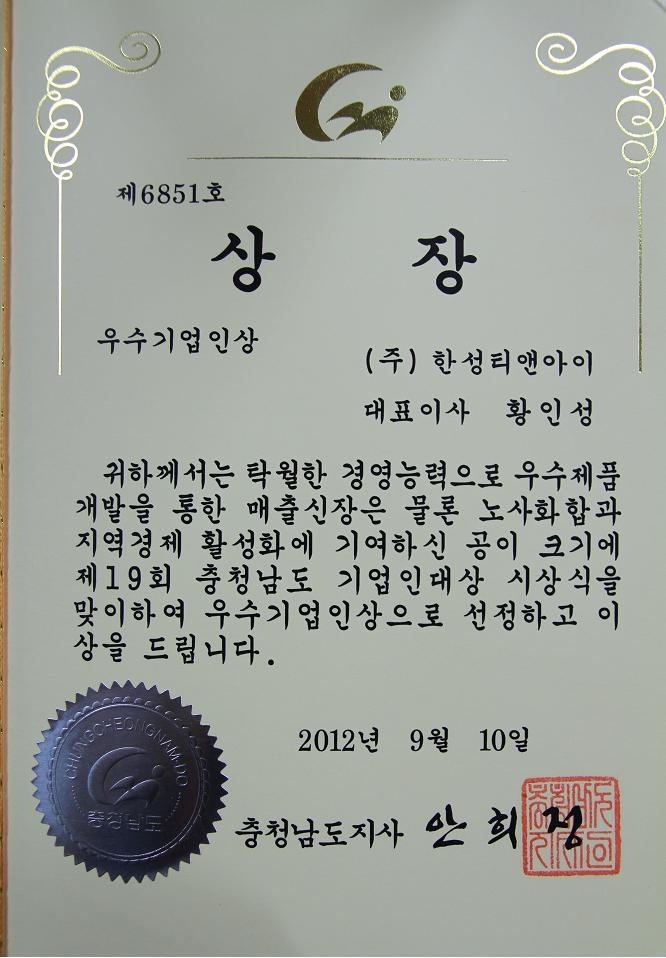 제6851호
상 장
우수기업인상
(주) 한성티앤아이
대표이사 황인성
귀하께서는 탁월한 경영능력으로 우수제품
개발을 통한 매출신장은 물론 노사화합과
지역경제 활성화에 기여하신 공이 크기에
제19회 충청남도 기업인대상 시상식을
맞이하여 우수기업인상으로 선정하고 이
상을 드립니다.
2012년 9월 10일
CHUNGCHEONGNAM-DO
충청남도
충청남도지사 안희정